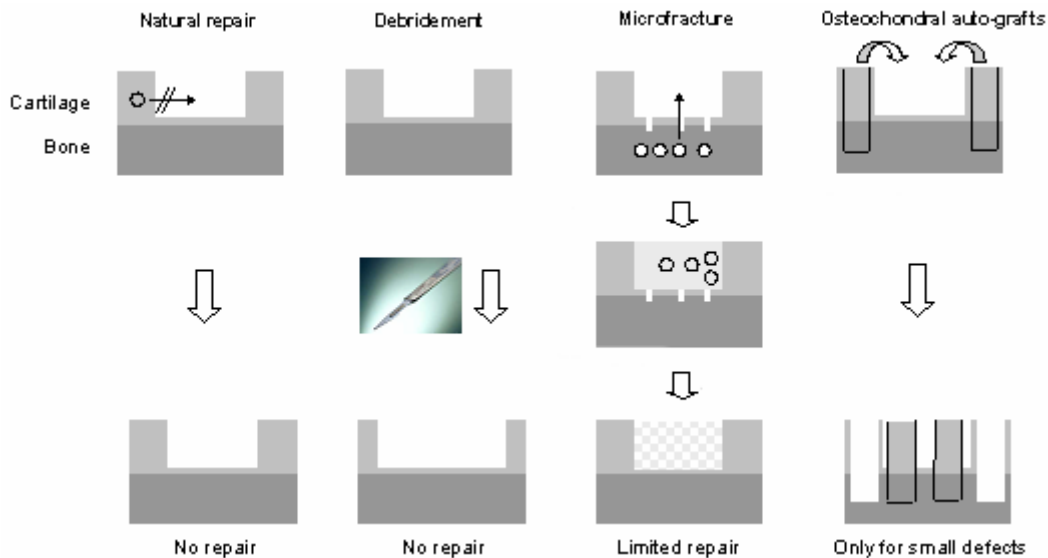 Natural repair
Debridement
Microfracture
Osteochondral auto-grafts
Cartilage
Bone
No repair
No repair
Limited repair
Only for small defects